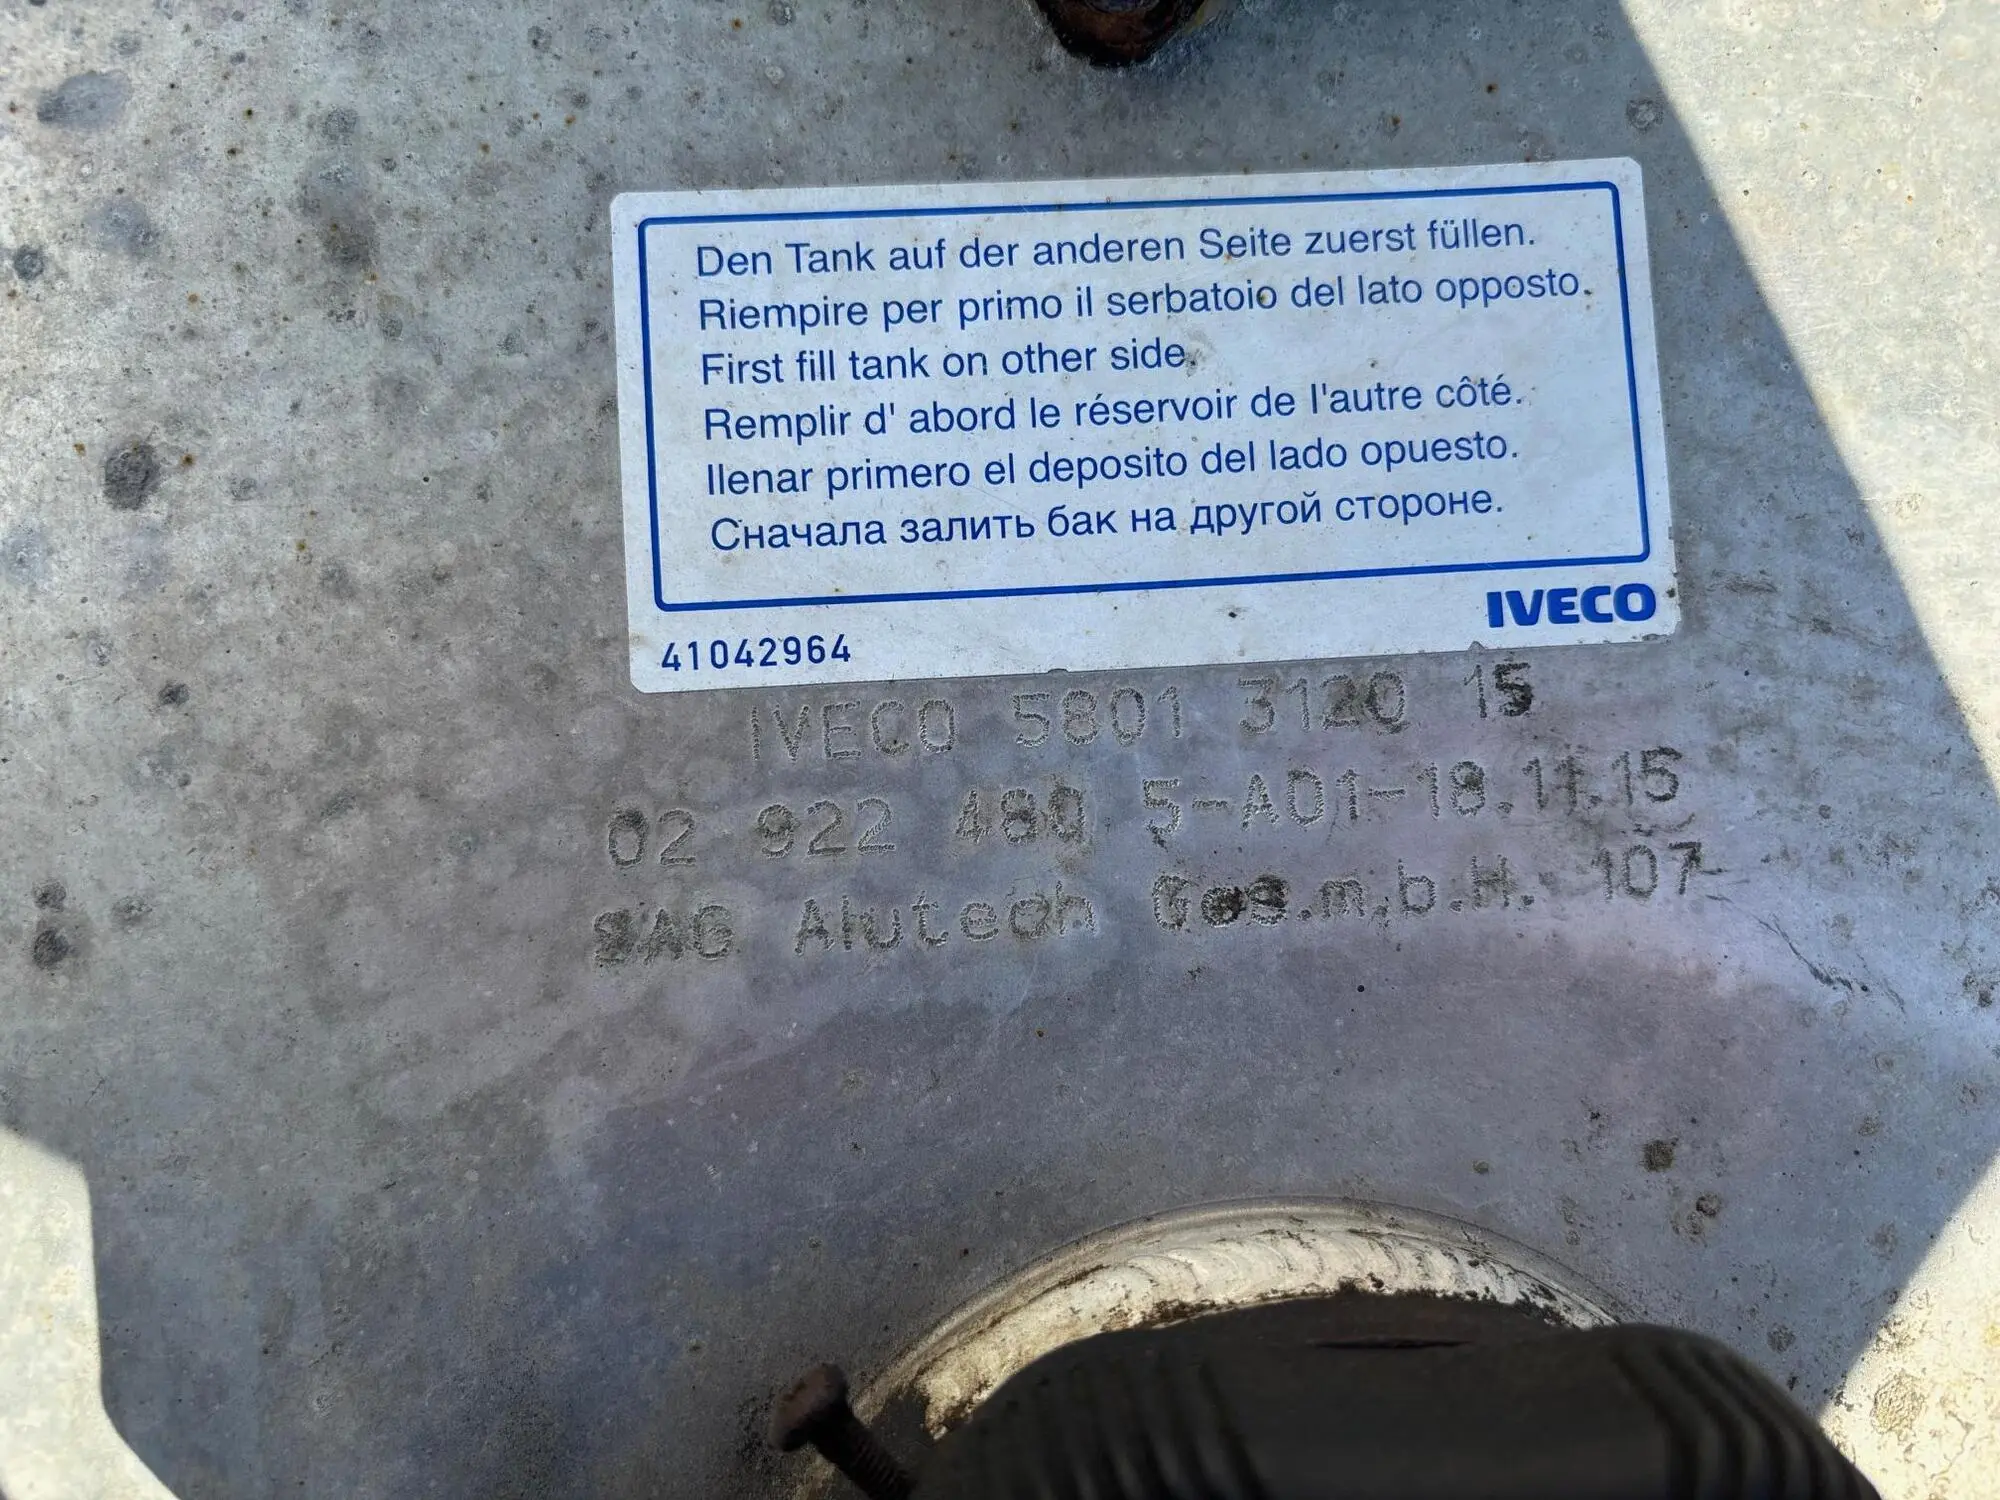 Den Tank auf der anderen Seite zuerst füllen.
Riempire per primo il serbatoio del lato opposto.
First fill tank on other side.
Remplir d' abord le réservoir de l'autre côté.
llenar primero el deposito del lado opuesto.
Сначала залить бак на другой стороне.
IVECO
41042964
IVECO 5801 3120 15
02 922 480 5-A01-18.11.15
SAG Alutech Ges.m.b.H. 107